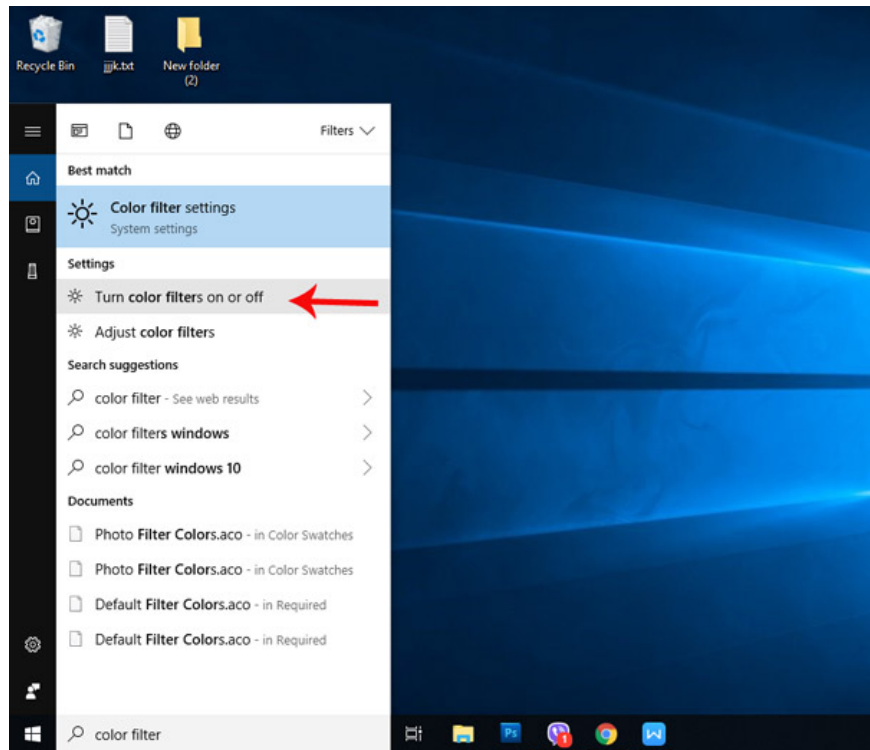 Recycle Bin
jjjk.txt
New folder
(2)
Filters
Best match
Color filter settings
System settings
Settings
Turn color filters on or off
Adjust color filters
Search suggestions
color filter - See web results
color filters windows
color filter windows 10
Documents
Photo Filter Colors.aco - in Color Swatches
Photo Filter Colors.aco - in Color Swatches
Default Filter Colors.aco - in Required
Default Filter Colors.aco - in Required
color filter
Ps
1